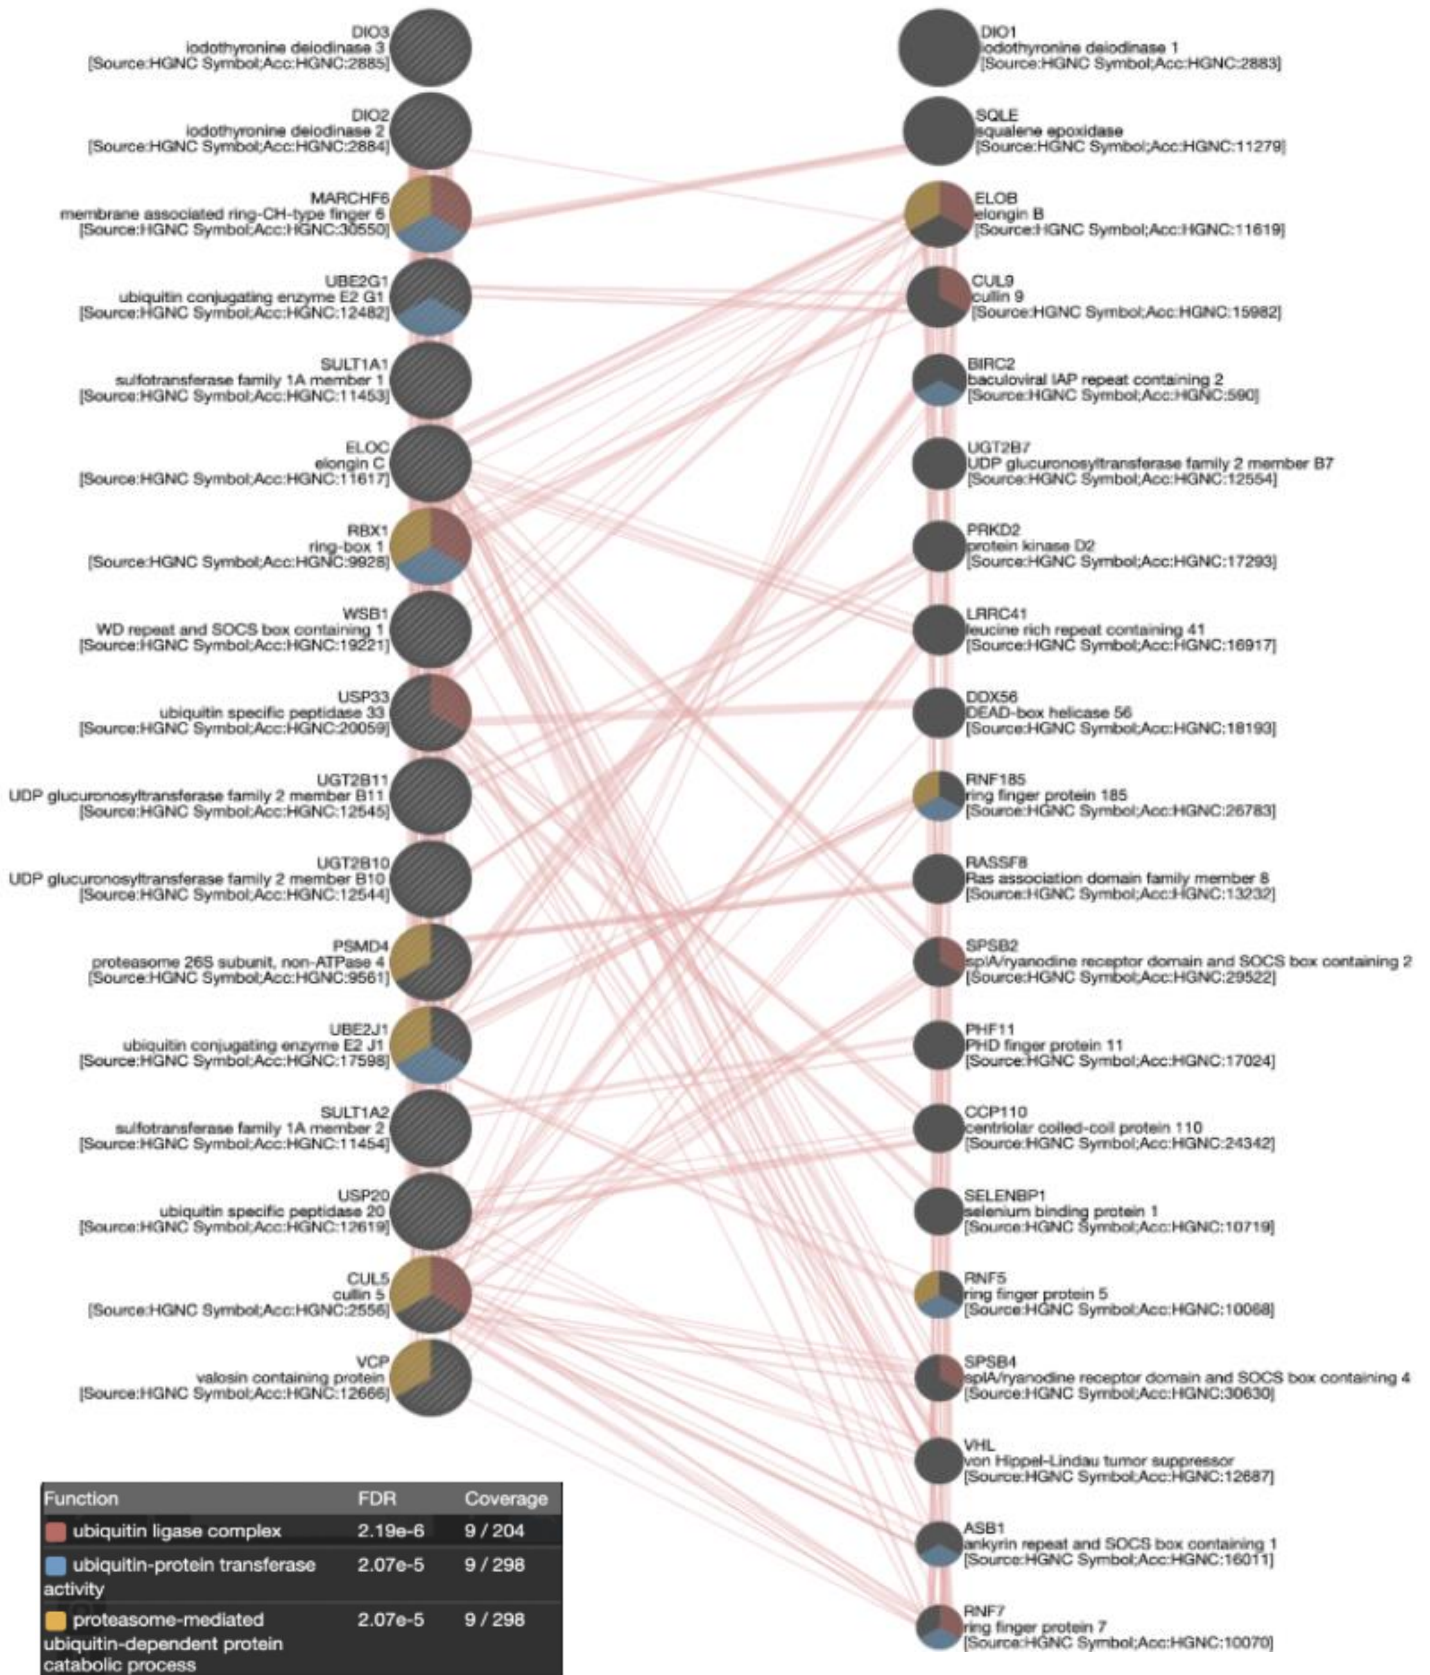 DIO3
iodothyronine deiodinase 3
[Source:HGNC Symbol;Acc:HGNC:2885]
DIO2
iodothyronine deiodinase 2
[Source:HGNC Symbol;Acc:HGNC:2884]
MARCHF6
membrane associated ring-CH-type finger 6
[Source:HGNC Symbol;Acc:HGNC:30550]
UBE2G1
ubiquitin conjugating enzyme E2 G1
[Source:HGNC Symbol;Acc:HGNC:12482]
SULT1A1
sulfotransferase family 1A member 1
[Source:HGNC Symbol;Acc:HGNC:11453]
ELOC
elongin C
[Source:HGNC Symbol;Acc:HGNC:11617]
RBX1
ring-box 1
[Source:HGNC Symbol;Acc:HGNC:9928]
WSB1
WD repeat and SOCS box containing 1
[Source:HGNC Symbol;Acc:HGNC:19221]
USP33
ubiquitin specific peptidase 33
[Source:HGNC Symbol;Acc:HGNC:20059]
UGT2B11
UDP glucuronosyltransferase family 2 member B11
[Source:HGNC Symbol;Acc:HGNC:12545]
UGT2B10
UDP glucuronosyltransferase family 2 member B10
[Source:HGNC Symbol;Acc:HGNC:12544]
PSMD4
proteasome 26S subunit, non-ATPase 4
[Source:HGNC Symbol;Acc:HGNC:9561]
UBE2J1
ubiquitin conjugating enzyme E2 J1
[Source:HGNC Symbol;Acc:HGNC:17598]
SULT1A2
sulfotransferase family 1A member 2
[Source:HGNC Symbol;Acc:HGNC:11454]
USP20
ubiquitin specific peptidase 20
[Source:HGNC Symbol;Acc:HGNC:12619]
CUL5
cullin 5
[Source:HGNC Symbol;Acc:HGNC:2556]
VCP
valosin containing protein
[Source:HGNC Symbol;Acc:HGNC:12666]
DIO1
iodothyronine deiodinase 1
[Source:HGNC Symbol;Acc:HGNC:2883]
SQLE
squalene epoxidase
[Source:HGNC Symbol;Acc:HGNC:11279]
ELOB
elongin B
[Source:HGNC Symbol;Acc:HGNC:11619]
CUL9
cullin 9
[Source:HGNC Symbol;Acc:HGNC:15982]
BIRC2
baculoviral IAP repeat containing 2
[Source:HGNC Symbol;Acc:HGNC:590]
UGT2B7
UDP glucuronosyltransferase family 2 member B7
[Source:HGNC Symbol;Acc:HGNC:12554]
PRKD2
protein kinase D2
[Source:HGNC Symbol;Acc:HGNC:17293]
LRRC41
leucine rich repeat containing 41
[Source:HGNC Symbol;Acc:HGNC:16917]
DDX56
DEAD-box helicase 56
[Source:HGNC Symbol;Acc:HGNC:18193]
RNF185
ring finger protein 185
[Source:HGNC Symbol;Acc:HGNC:26783]
RASSF8
Ras association domain family member 8
[Source:HGNC Symbol;Acc:HGNC:13232]
SPSB2
splA/ryanodine receptor domain and SOCS box containing 2
[Source:HGNC Symbol;Acc:HGNC:29522]
PHF11
PHD finger protein 11
[Source:HGNC Symbol;Acc:HGNC:17024]
CCP110
centriolar coiled-coil protein 110
[Source:HGNC Symbol;Acc:HGNC:24342]
SELENBP1
selenium binding protein 1
[Source:HGNC Symbol;Acc:HGNC:10719]
RNF5
ring finger protein 5
[Source:HGNC Symbol;Acc:HGNC:10068]
SPSB4
splA/ryanodine receptor domain and SOCS box containing 4
[Source:HGNC Symbol;Acc:HGNC:30630]
VHL
von Hippel-Lindau tumor suppressor
[Source:HGNC Symbol;Acc:HGNC:12687]
ASB1
ankyrin repeat and SOCS box containing 1
[Source:HGNC Symbol;Acc:HGNC:16011]
RNF7
ring finger protein 7
[Source:HGNC Symbol;Acc:HGNC:10070]
Function FDR Coverage
ubiquitin ligase complex 2.19e-6 9 / 204
ubiquitin-protein transferase 2.07e-5 9 / 298
activity
proteasome-mediated 2.07e-5 9 / 298
ubiquitin-dependent protein
catabolic process